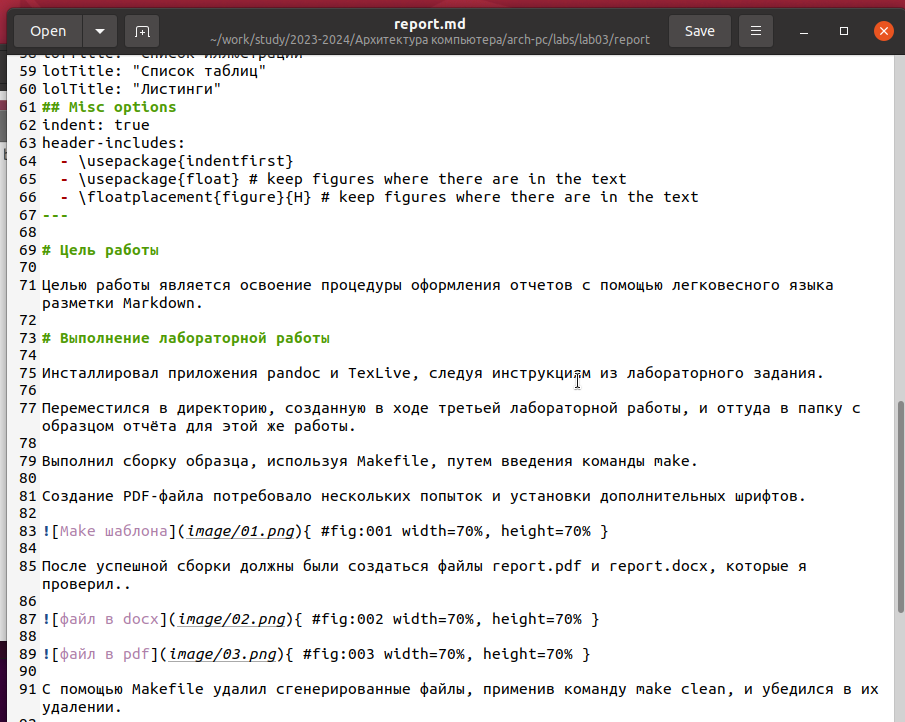 Open
report.md
~/work/study/2023-2024/Архитектура компьютера/arch-pc/labs/lab03/report
Save
59 lotTitle: "Список таблиц"
60 lolTitle: "Листинги"
61 ## Misc options
62 indent: true
63 header-includes:
64   - \usepackage{indentfirst}
65   - \usepackage{float} # keep figures where there are in the text
66   - \floatplacement{figure}{H} # keep figures where there are in the text
67 ---
68
69 # Цель работы
70
71 Целью работы является освоение процедуры оформления отчетов с помощью легковесного языка
разметки Markdown.
72
73 # Выполнение лабораторной работы
74
75 Инсталлировал приложения pandoc и TexLive, следуя инструкциям из лабораторного задания.
76
77 Переместился в директорию, созданную в ходе третьей лабораторной работы, и оттуда в папку с
образцом отчёта для этой же работы.
78
79 Выполнил сборку образца, используя Makefile, путем введения команды make.
80
81 Создание PDF-файла потребовало нескольких попыток и установки дополнительных шрифтов.
82
83 ![Make шаблона](image/01.png){ #fig:001 width=70%, height=70% }
84
85 После успешной сборки должны были создаться файлы report.pdf и report.docx, которые я
проверил..
86
87 ![файл в docx](image/02.png){ #fig:002 width=70%, height=70% }
88
89 ![файл в pdf](image/03.png){ #fig:003 width=70%, height=70% }
90
91 С помощью Makefile удалил сгенерированные файлы, применив команду make clean, и убедился в их
удалении.